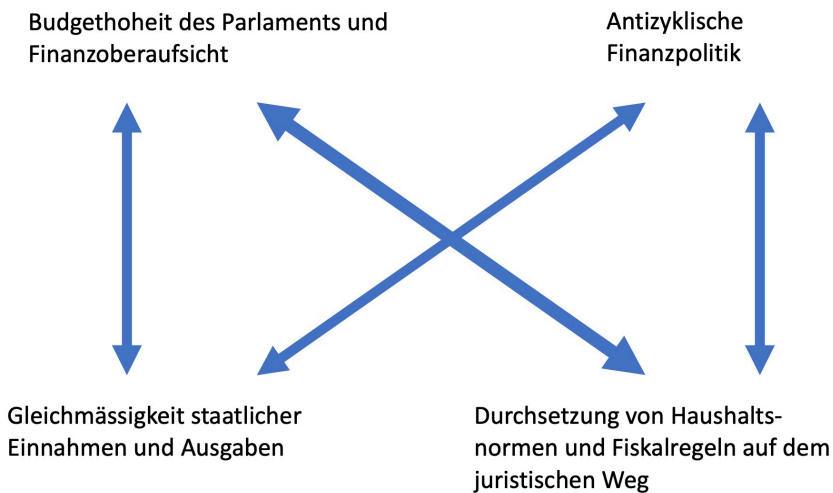 Budgethoheit des Parlaments und
Finanzoberaufsicht
Antizyklische
Finanzpolitik
Gleichmässigkeit staatlicher
Einnahmen und Ausgaben
Durchsetzung von Haushalts-
normen und Fiskalregeln auf dem
juristischen Weg